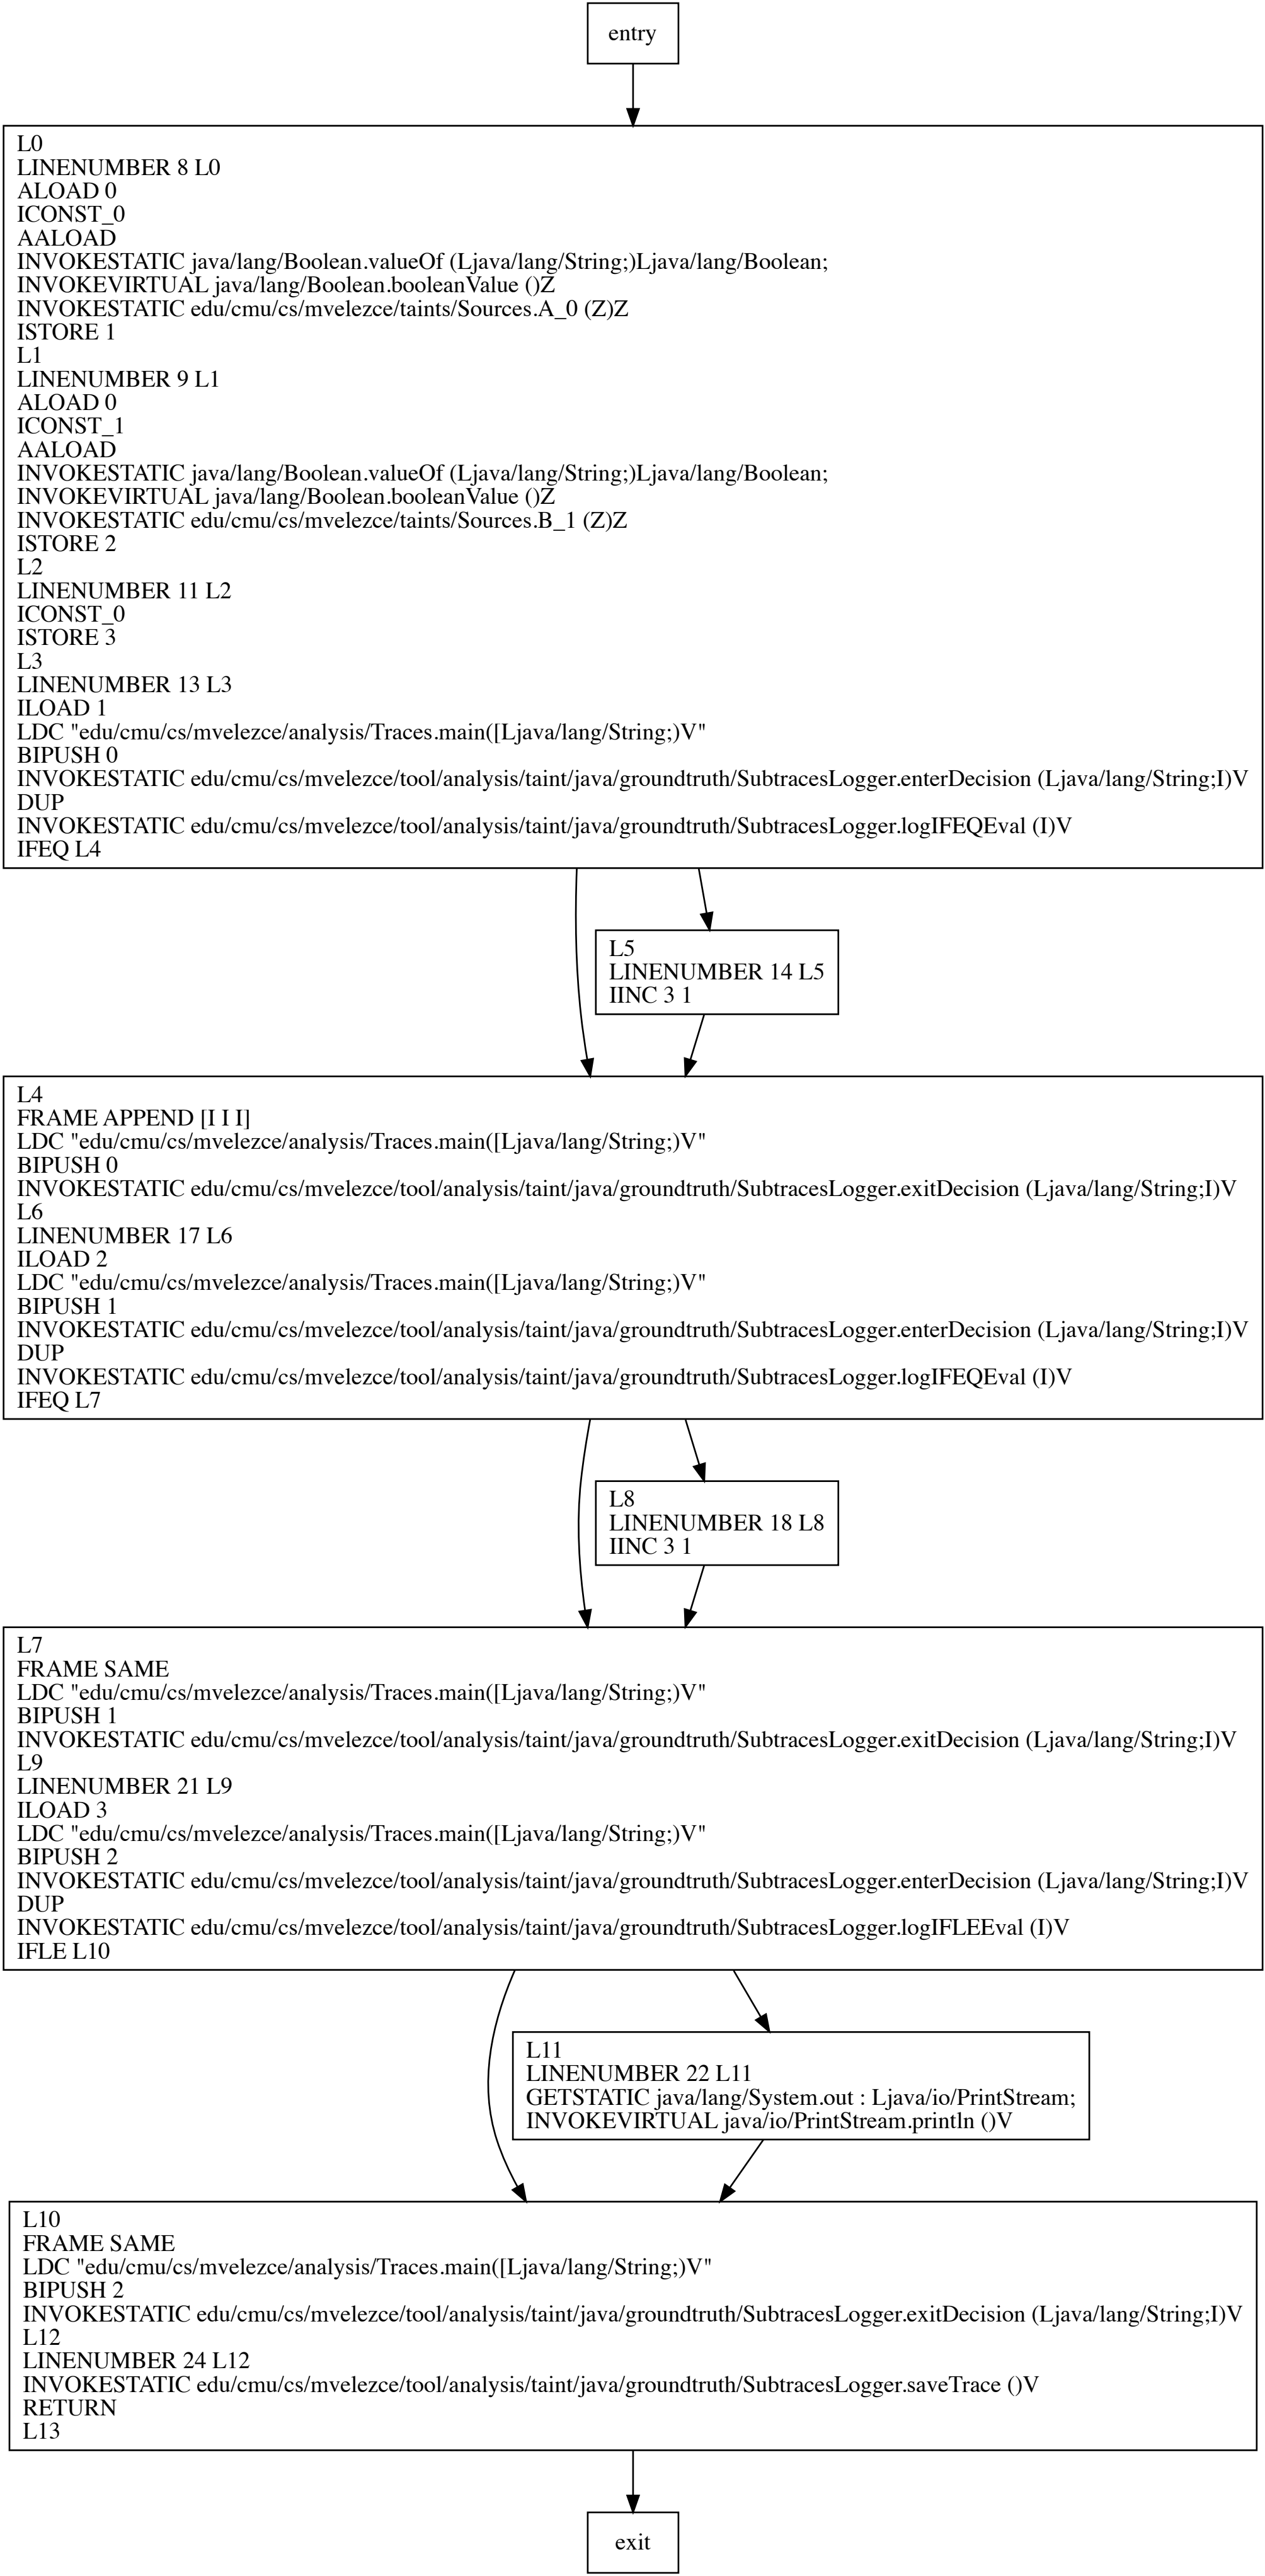 entry
L0
LINENUMBER 8 L0
ALOAD 0
ICONST_0
AALOAD
INVOKESTATIC java/lang/Boolean.valueOf (Ljava/lang/String;)Ljava/lang/Boolean;
INVOKEVIRTUAL java/lang/Boolean.booleanValue ()Z
INVOKESTATIC edu/cmu/cs/mvelezce/taints/Sources.A_0 (Z)Z
ISTORE 1
L1
LINENUMBER 9 L1
ALOAD 0
ICONST_1
AALOAD
INVOKESTATIC java/lang/Boolean.valueOf (Ljava/lang/String;)Ljava/lang/Boolean;
INVOKEVIRTUAL java/lang/Boolean.booleanValue ()Z
INVOKESTATIC edu/cmu/cs/mvelezce/taints/Sources.B_1 (Z)Z
ISTORE 2
L2
LINENUMBER 11 L2
ICONST_0
ISTORE 3
L3
LINENUMBER 13 L3
ILOAD 1
LDC "edu/cmu/cs/mvelezce/analysis/Traces.main([Ljava/lang/String;)V"
BIPUSH 0
INVOKESTATIC edu/cmu/cs/mvelezce/tool/analysis/taint/java/groundtruth/SubtracesLogger.enterDecision (Ljava/lang/String;I)V
DUP
INVOKESTATIC edu/cmu/cs/mvelezce/tool/analysis/taint/java/groundtruth/SubtracesLogger.logIFEQEval (I)V
IFEQ L4
L5
LINENUMBER 14 L5
IINC 3 1
L4
FRAME APPEND [I I I]
LDC "edu/cmu/cs/mvelezce/analysis/Traces.main([Ljava/lang/String;)V"
BIPUSH 0
INVOKESTATIC edu/cmu/cs/mvelezce/tool/analysis/taint/java/groundtruth/SubtracesLogger.exitDecision (Ljava/lang/String;I)V
L6
LINENUMBER 17 L6
ILOAD 2
LDC "edu/cmu/cs/mvelezce/analysis/Traces.main([Ljava/lang/String;)V"
BIPUSH 1
INVOKESTATIC edu/cmu/cs/mvelezce/tool/analysis/taint/java/groundtruth/SubtracesLogger.enterDecision (Ljava/lang/String;I)V
DUP
INVOKESTATIC edu/cmu/cs/mvelezce/tool/analysis/taint/java/groundtruth/SubtracesLogger.logIFEQEval (I)V
IFEQ L7
L8
LINENUMBER 18 L8
IINC 3 1
L7
FRAME SAME
LDC "edu/cmu/cs/mvelezce/analysis/Traces.main([Ljava/lang/String;)V"
BIPUSH 1
INVOKESTATIC edu/cmu/cs/mvelezce/tool/analysis/taint/java/groundtruth/SubtracesLogger.exitDecision (Ljava/lang/String;I)V
L9
LINENUMBER 21 L9
ILOAD 3
LDC "edu/cmu/cs/mvelezce/analysis/Traces.main([Ljava/lang/String;)V"
BIPUSH 2
INVOKESTATIC edu/cmu/cs/mvelezce/tool/analysis/taint/java/groundtruth/SubtracesLogger.enterDecision (Ljava/lang/String;I)V
DUP
INVOKESTATIC edu/cmu/cs/mvelezce/tool/analysis/taint/java/groundtruth/SubtracesLogger.logIFLEEval (I)V
IFLE L10
L11
LINENUMBER 22 L11
GETSTATIC java/lang/System.out : Ljava/io/PrintStream;
INVOKEVIRTUAL java/io/PrintStream.println ()V
L10
FRAME SAME
LDC "edu/cmu/cs/mvelezce/analysis/Traces.main([Ljava/lang/String;)V"
BIPUSH 2
INVOKESTATIC edu/cmu/cs/mvelezce/tool/analysis/taint/java/groundtruth/SubtracesLogger.exitDecision (Ljava/lang/String;I)V
L12
LINENUMBER 24 L12
INVOKESTATIC edu/cmu/cs/mvelezce/tool/analysis/taint/java/groundtruth/SubtracesLogger.saveTrace ()V
RETURN
L13
exit